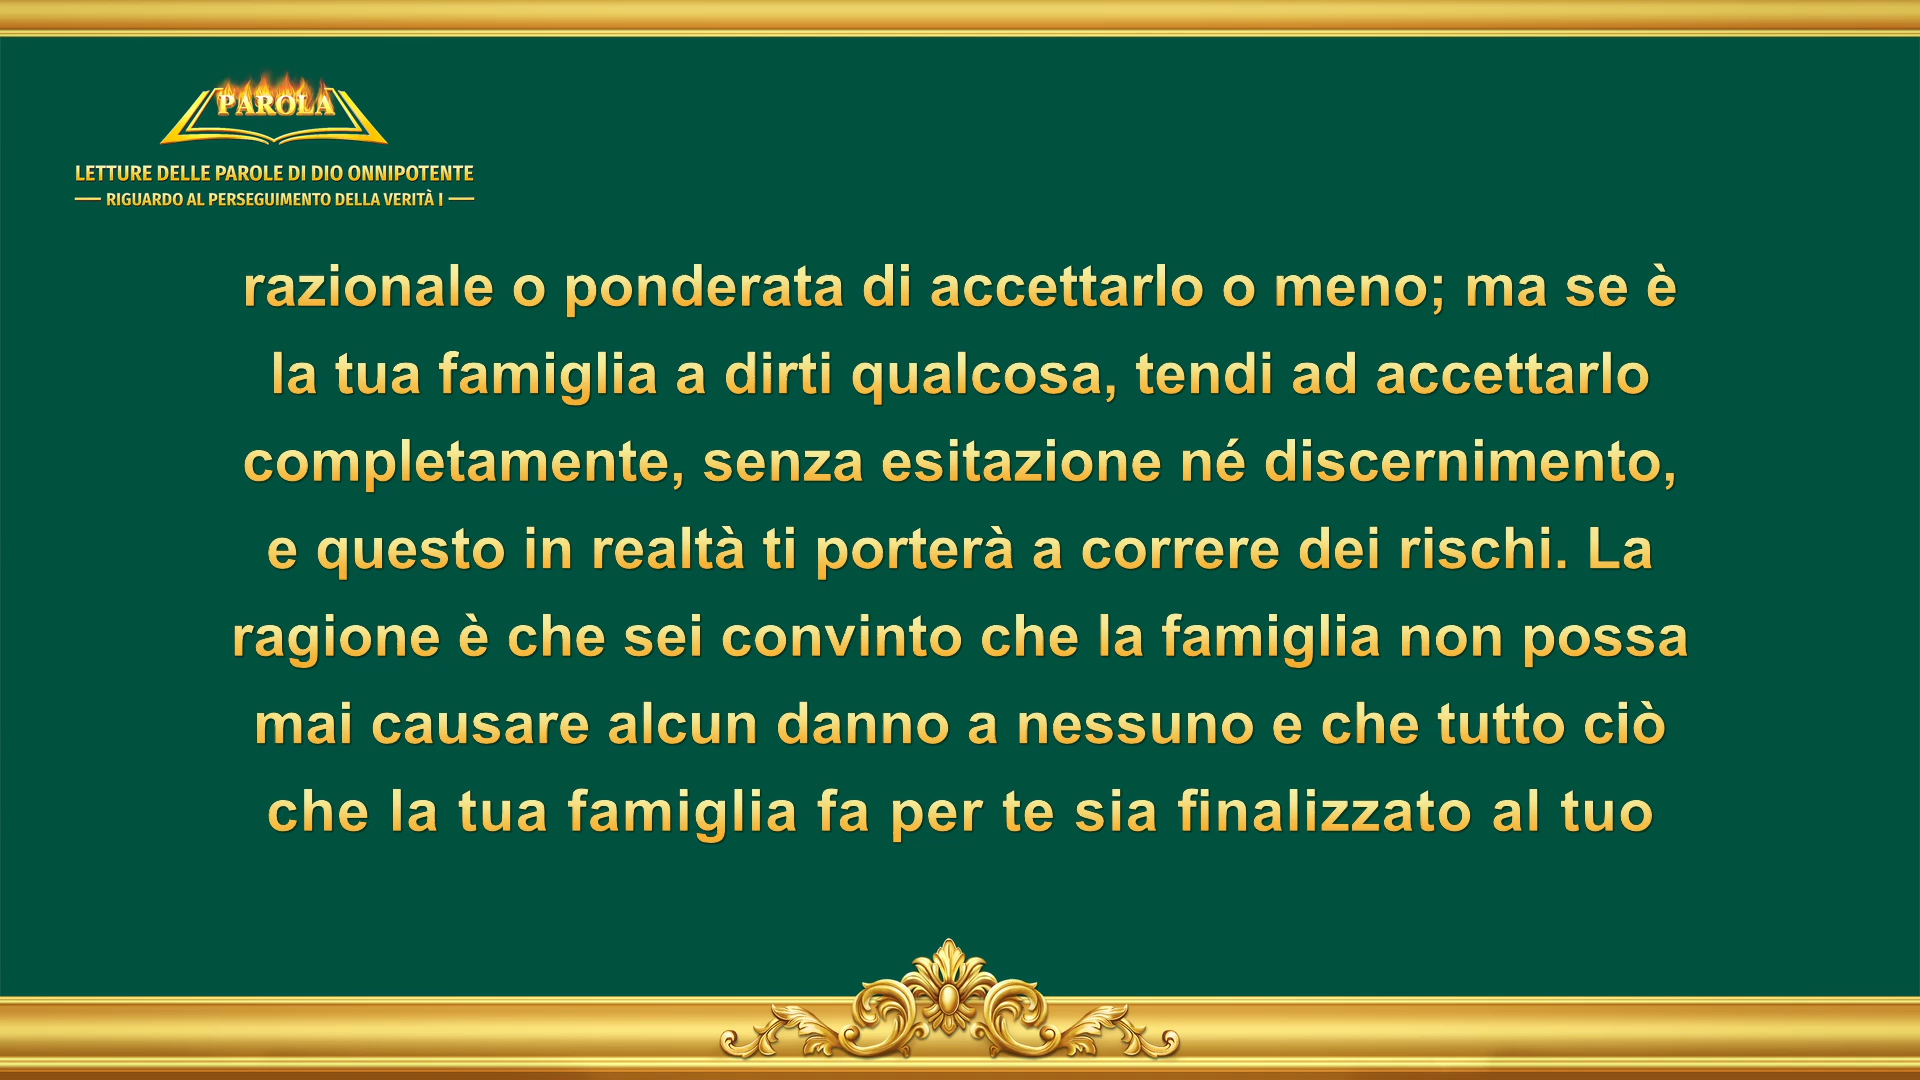 PAROLA
LETTURE DELLE PAROLE DI DIO ONNIPOTENTE
RIGUARDO AL PERSEGUIMENTO DELLA VERITÀ I
razionale o ponderata di accettarlo o meno; ma se è
la tua famiglia a dirti qualcosa, tendi ad accettarlo
completamente, senza esitazione né discernimento,
e questo in realtà ti porterà a correre dei rischi. La
ragione è che sei convinto che la famiglia non possa
mai causare alcun danno a nessuno e che tutto ciò
che la tua famiglia fa per te sia finalizzato al tuo